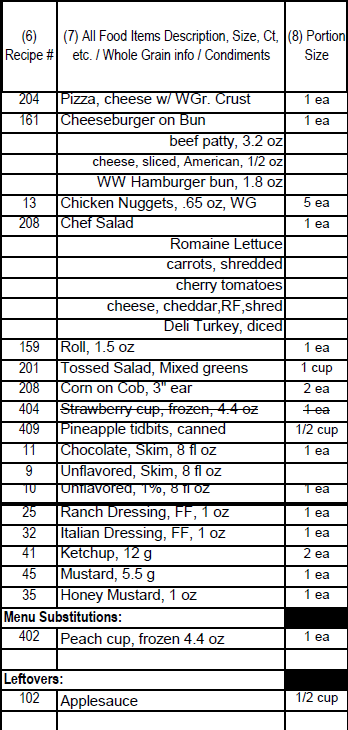 (6) (7) All Food Items Description, Size, Ct, (8) Portion
Recipe # etc. / Whole Grain info / Condiments Size
204 Pizza, cheese w/ WGr. Crust 1 ea
161 Cheeseburger on Bun 1 ea
beef patty, 3.2 oz
cheese, sliced, American, 1/2 oz
WW Hamburger bun, 1.8 oz
13 Chicken Nuggets, .65 oz, WG 5 ea
208 Chef Salad 1 ea
Romaine Lettuce
carrots, shredded
cherry tomatoes
cheese, cheddar,RF,shred
Deli Turkey, diced
159 Roll, 1.5 oz 1 ea
201 Tossed Salad, Mixed greens 1 cup
208 Corn on Cob, 3" ear 2 ea
404 Strawberry cup, frozen, 4.4 oz 1 ea
409 Pineapple tidbits, canned 1/2 cup
11 Chocolate, Skim, 8 fl oz 1 ea
9 Unflavored, Skim, 8 fl oz
10 Unflavored, 1%, 8 fl oz 1 ea
25 Ranch Dressing, FF, 1 oz 1 ea
32 Italian Dressing, FF, 1 oz 1 ea
41 Ketchup, 12 g 2 ea
45 Mustard, 5.5 g 1 ea
35 Honey Mustard, 1 oz 1 ea
Menu Substitutions:
402 Peach cup, frozen 4.4 oz 1 ea
Leftovers:
102 Applesauce 1/2 cup